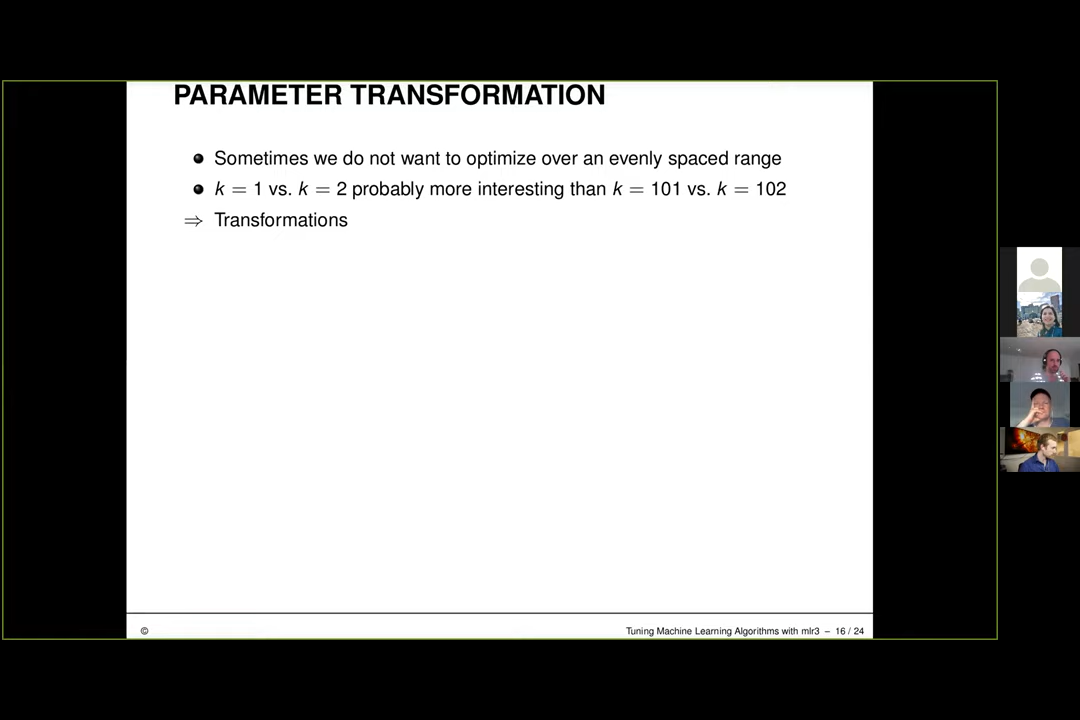 PARAMETER TRANSFORMATION
Sometimes we do not want to optimize over an evenly spaced range
k = 1 vs. k = 2 probably more interesting than k = 101 vs. k = 102
⇒ Transformations
© Tuning Machine Learning Algorithms with mlr3 – 16 / 24